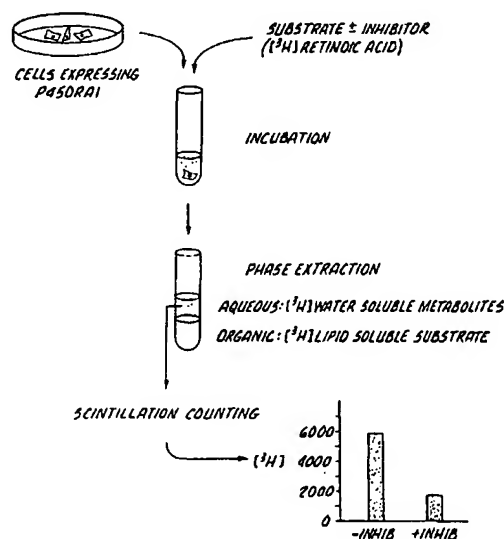 SUBSTRATE ± INHIBITOR
([³H] RETINOIC ACID)
CELLS EXPRESSING
P450RAI
INCUBATION
PHASE EXTRACTION
AQUEOUS: [³H] WATER SOLUBLE METABOLITES
ORGANIC: [³H] LIPID SOLUBLE SUBSTRATE
SCINTILLATION COUNTING
[³H]
6000
4000
2000
0
-INHIB +INHIB